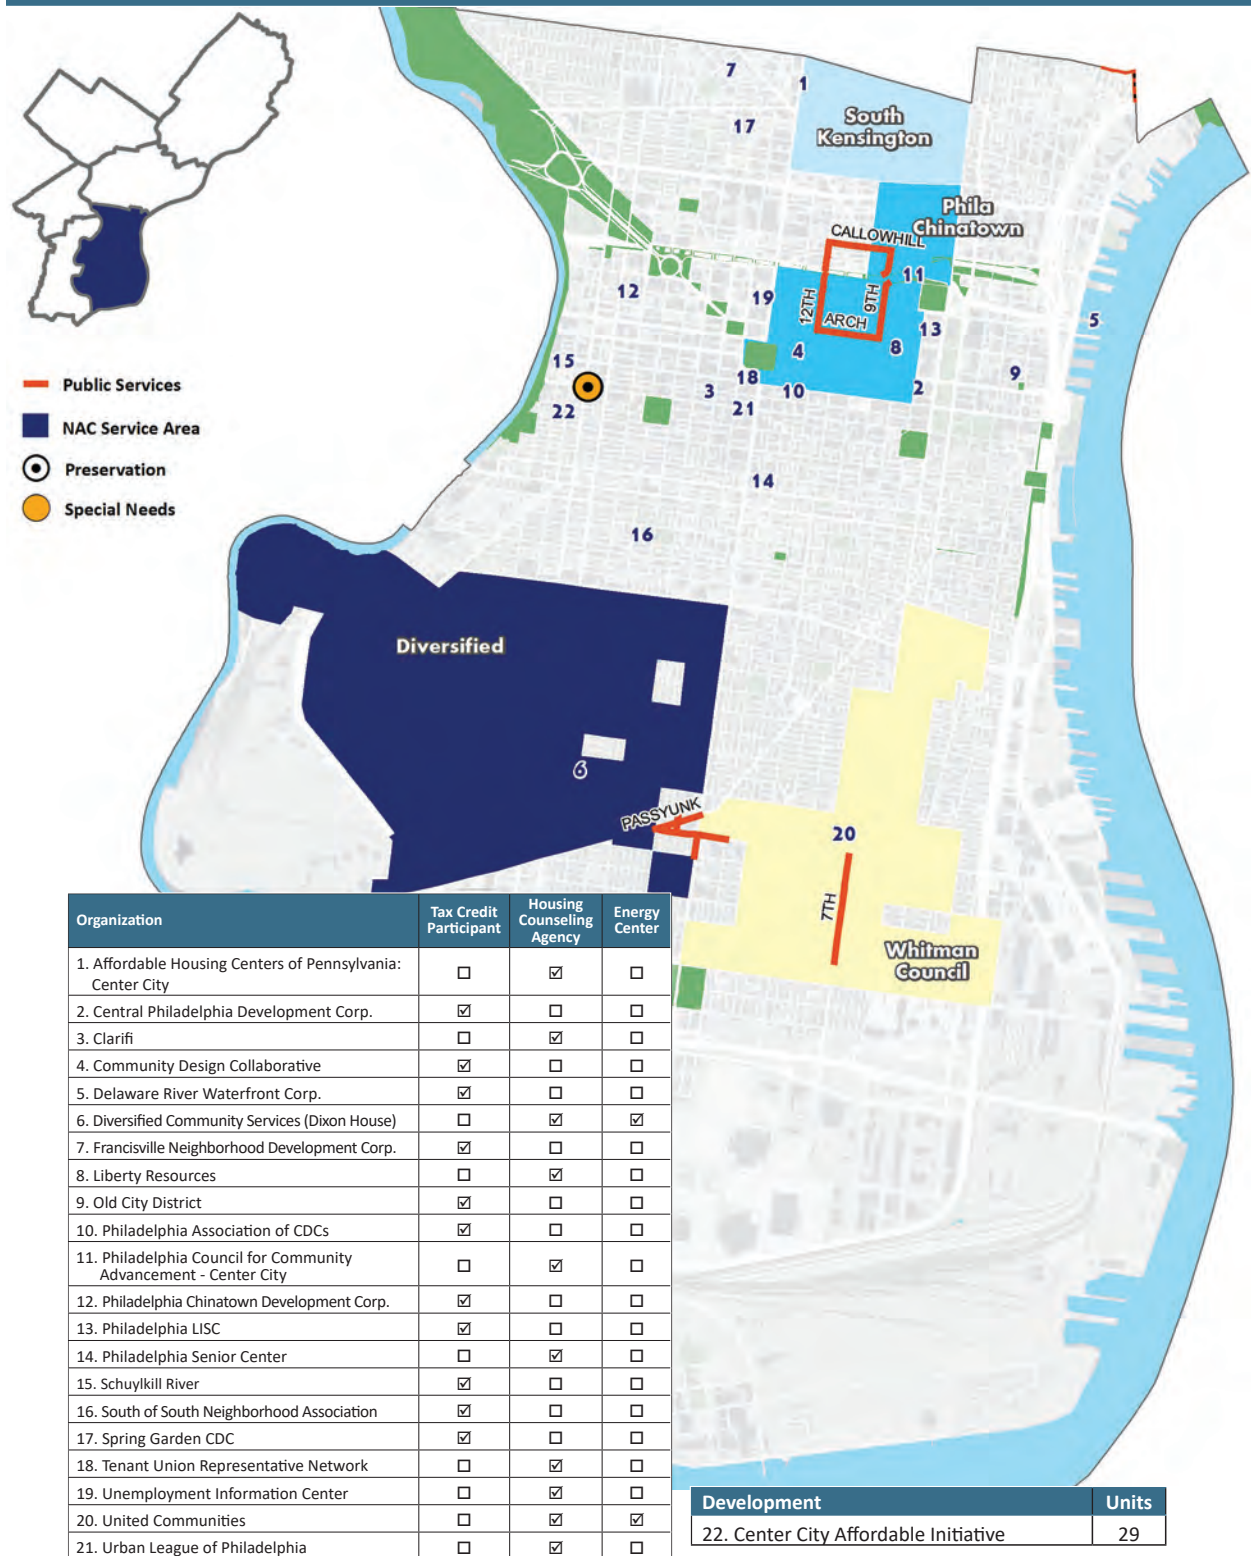 7
1
17
South
Kensington
Phila
Chinatown
CALLOWHILL
11
12
19
12TH
9TH
ARCH
13
5
4
8
15
18
3
10
2
9
22
21
14
16
Public Services
NAC Service Area
Preservation
Special Needs
Diversified
6
PASSYUNK
20
7TH
Whitman
Council
Organization Tax Credit Participant Housing Counseling Agency Energy Center
1. Affordable Housing Centers of Pennsylvania:
Center City ☐ ☑ ☐
2. Central Philadelphia Development Corp. ☑ ☐ ☐
3. Clarifi ☐ ☑ ☐
4. Community Design Collaborative ☑ ☐ ☐
5. Delaware River Waterfront Corp. ☑ ☐ ☐
6. Diversified Community Services (Dixon House) ☐ ☑ ☑
7. Francisville Neighborhood Development Corp. ☑ ☐ ☐
8. Liberty Resources ☐ ☑ ☐
9. Old City District ☑ ☐ ☐
10. Philadelphia Association of CDCs ☑ ☐ ☐
11. Philadelphia Council for Community
Advancement - Center City ☐ ☑ ☐
12. Philadelphia Chinatown Development Corp. ☑ ☐ ☐
13. Philadelphia LISC ☑ ☐ ☐
14. Philadelphia Senior Center ☐ ☑ ☐
15. Schuylkill River ☑ ☐ ☐
16. South of South Neighborhood Association ☑ ☐ ☐
17. Spring Garden CDC ☑ ☐ ☐
18. Tenant Union Representative Network ☐ ☑ ☐
19. Unemployment Information Center ☐ ☑ ☐
20. United Communities ☐ ☑ ☑
21. Urban League of Philadelphia ☐ ☑ ☐
Development Units
22. Center City Affordable Initiative 29